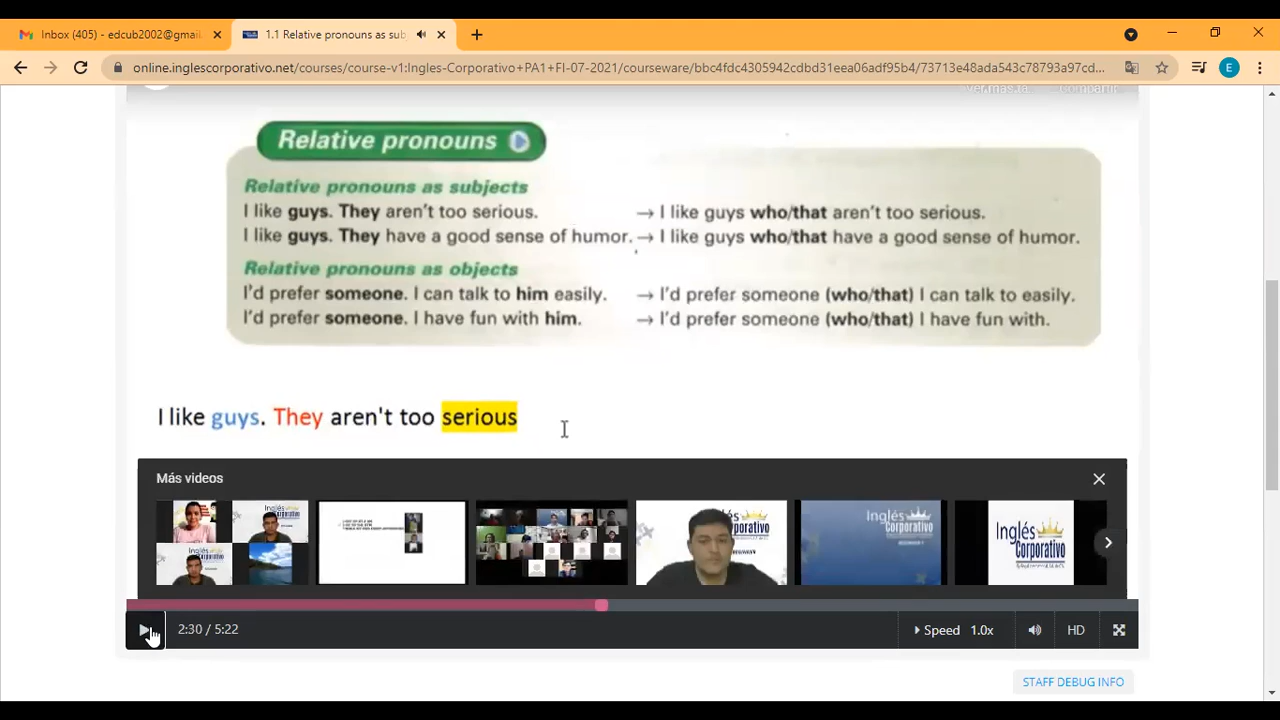 Inbox (405) - edcub2002@gmai
1.1 Relative pronouns as sub
online.inglescorporativo.net/courses/course-v1:Ingles-Corporativo+PA1+FI-07-2021/courseware/bbc4fdc4305942cdbd31eea06adf95b4/73713e48ada543c78793a97cd...
E
Relative pronouns
Relative pronouns as subjects
I like guys. They aren't too serious. → I like guys who/that aren't too serious.
I like guys. They have a good sense of humor. → I like guys who/that have a good sense of humor.
Relative pronouns as objects
I'd prefer someone. I can talk to him easily. → I'd prefer someone (who/that) I can talk to easily.
I'd prefer someone. I have fun with him. → I'd prefer someone (who/that) I have fun with.
I like guys. They aren't too serious
Más videos
Inglés Corporativo
Inglés Corporativo
2:30 / 5:22
Speed 1.0x
HD
STAFF DEBUG INFO